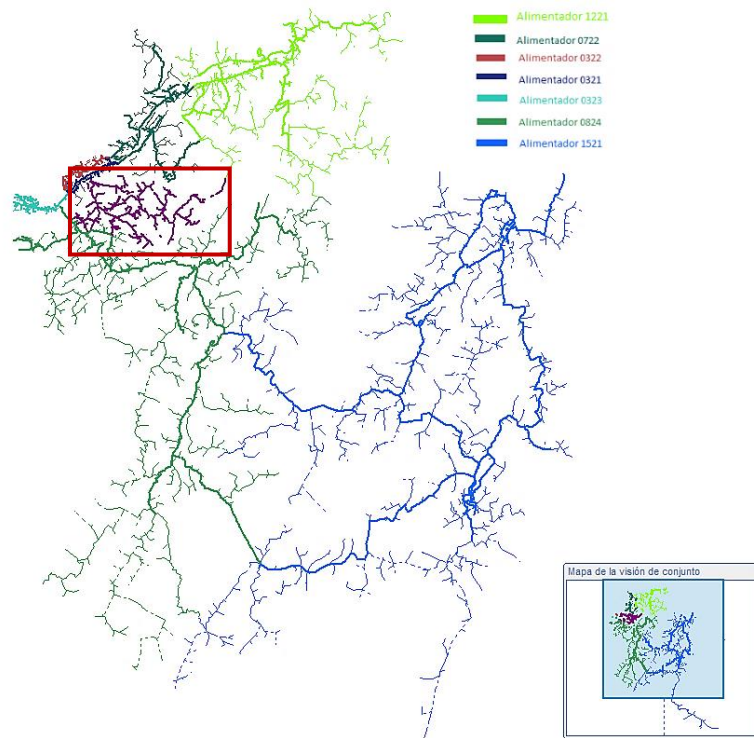 Alimentador 1221
Alimentador 0722
Alimentador 0322
Alimentador 0321
Alimentador 0323
Alimentador 0824
Alimentador 1521
Mapa de la visión de conjunto